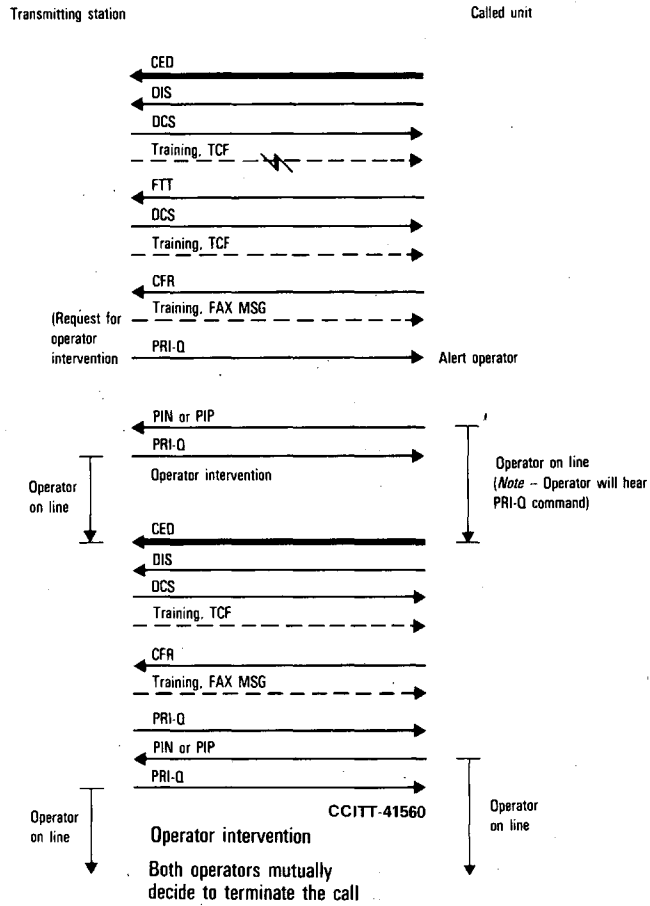 Transmitting station
Called unit
CED
DIS
DCS
Training, TCF
FTT
DCS
Training, TCF
CFR
Training, FAX MSG
(Request for
operator
intervention
PRI-Q
Alert operator
PIN or PIP
PRI-Q
Operator intervention
Operator
on line
Operator on line
(Note – Operator will hear
PRI-Q command)
CED
DIS
DCS
Training, TCF
CFR
Training, FAX MSG
PRI-Q
PIN or PIP
PRI-Q
CCITT-41560
Operator
on line
Operator
on line
Operator intervention
Both operators mutually
decide to terminate the call